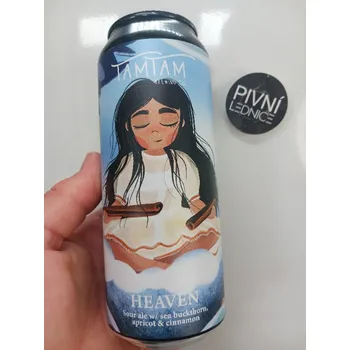 TAMTAM
PIVNÍ
LEDNICE
HEAVEN
Sour ale w/ sea buckthorn,
apricot & cinnamon